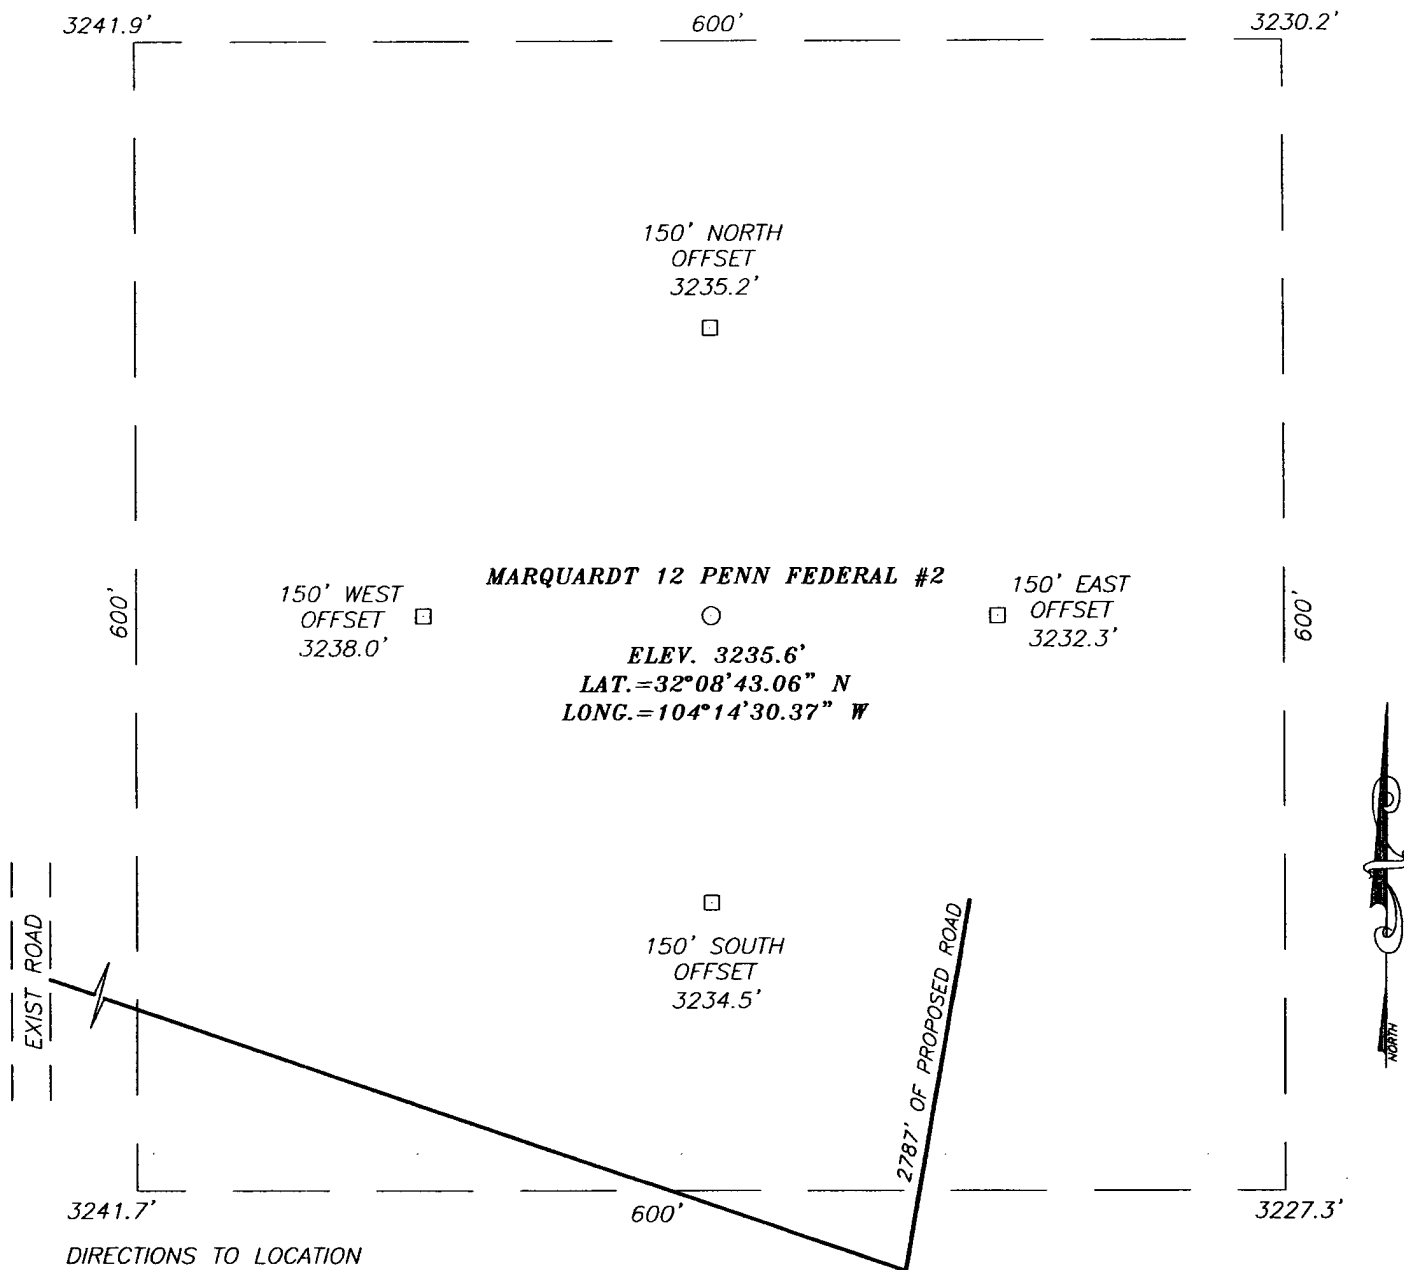 3241.9'
600'
3230.2'
150' NORTH
OFFSET
3235.2'
150' WEST
OFFSET
3238.0'
MARQUARDT 12 PENN FEDERAL #2
ELEV. 3235.6'
LAT.=32°08'43.06" N
LONG.=104°14'30.37" W
150' EAST
OFFSET
3232.3'
600'
600'
150' SOUTH
OFFSET
3234.5'
EXIST ROAD
2787' OF PROPOSED ROAD
NORTH
3241.7'
600'
3227.3'
DIRECTIONS TO LOCATION